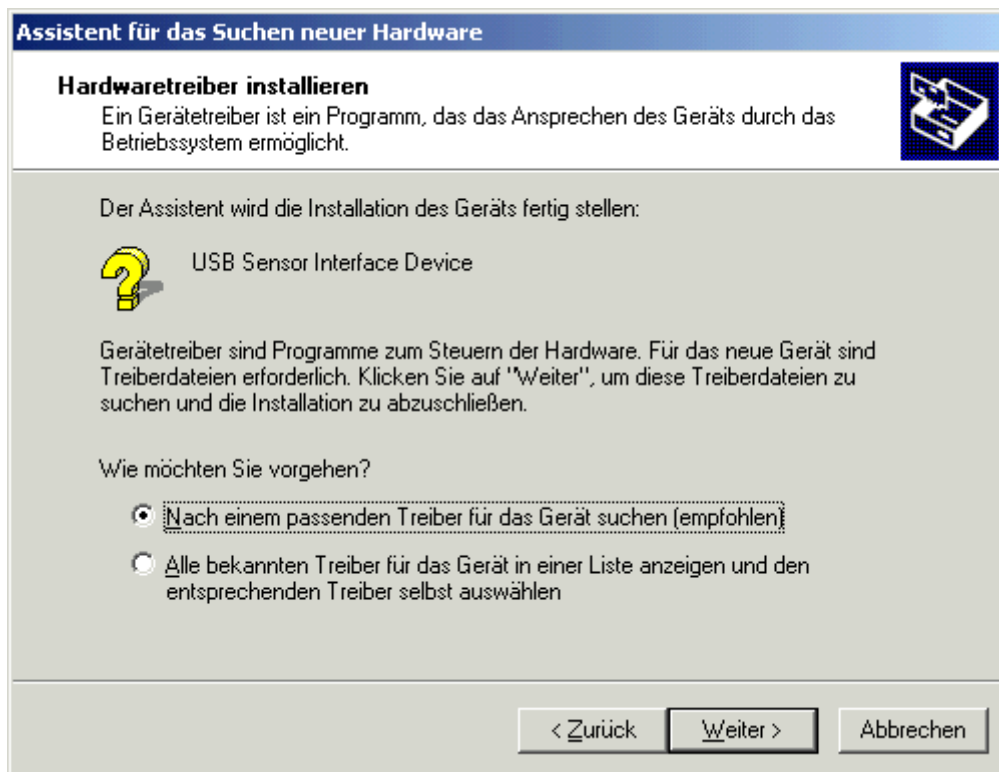 Assistent für das Suchen neuer Hardware
Hardwaretreiber installieren
Ein Gerätetreiber ist ein Programm, das das Ansprechen des Geräts durch das
Betriebssystem ermöglicht.
Der Assistent wird die Installation des Geräts fertig stellen:
USB Sensor Interface Device
Gerätetreiber sind Programme zum Steuern der Hardware. Für das neue Gerät sind
Treiberdateien erforderlich. Klicken Sie auf "Weiter", um diese Treiberdateien zu
suchen und die Installation zu abzuschließen.
Wie möchten Sie vorgehen?
Nach einem passenden Treiber für das Gerät suchen (empfohlen)
Alle bekannten Treiber für das Gerät in einer Liste anzeigen und den
entsprechenden Treiber selbst auswählen
< Zurück Weiter > Abbrechen